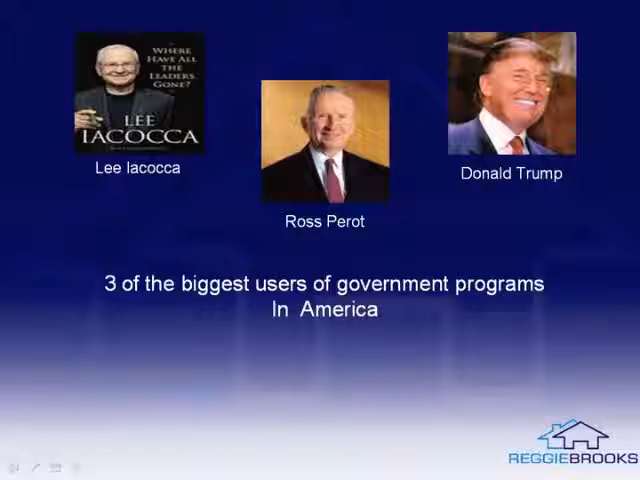 WHERE
HAVE ALL
THE
LEADERS
GONE?
LEE
IACOCCA
Lee Iacocca
Ross Perot
Donald Trump
3 of the biggest users of government programs
In America
REGGIEBROOKS